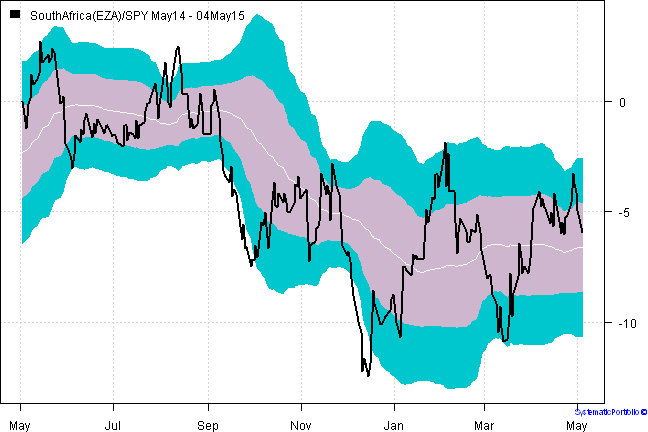 SouthAfrica(EZA)/SPY May14 - 04May15
0
-5
-10
SystematicPortfolio ©
May Jul Sep Nov Jan Mar May